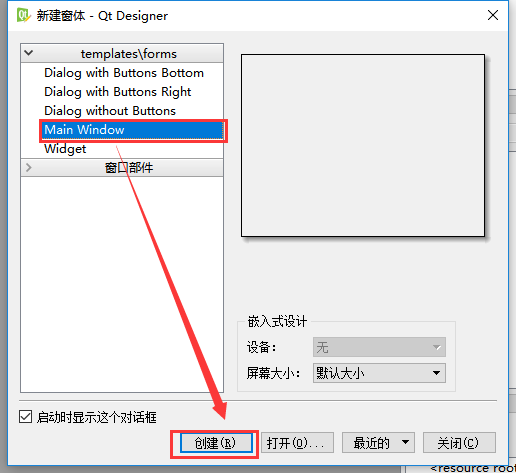 新建窗体 - Qt Designer
templates\forms
Dialog with Buttons Bottom
Dialog with Buttons Right
Dialog without Buttons
Main Window
Widget
窗口部件
嵌入式设计
设备： 无
屏幕大小： 默认大小
启动时显示这个对话框
创建(R) 打开(O)... 最近的 关闭(C)
<resource root